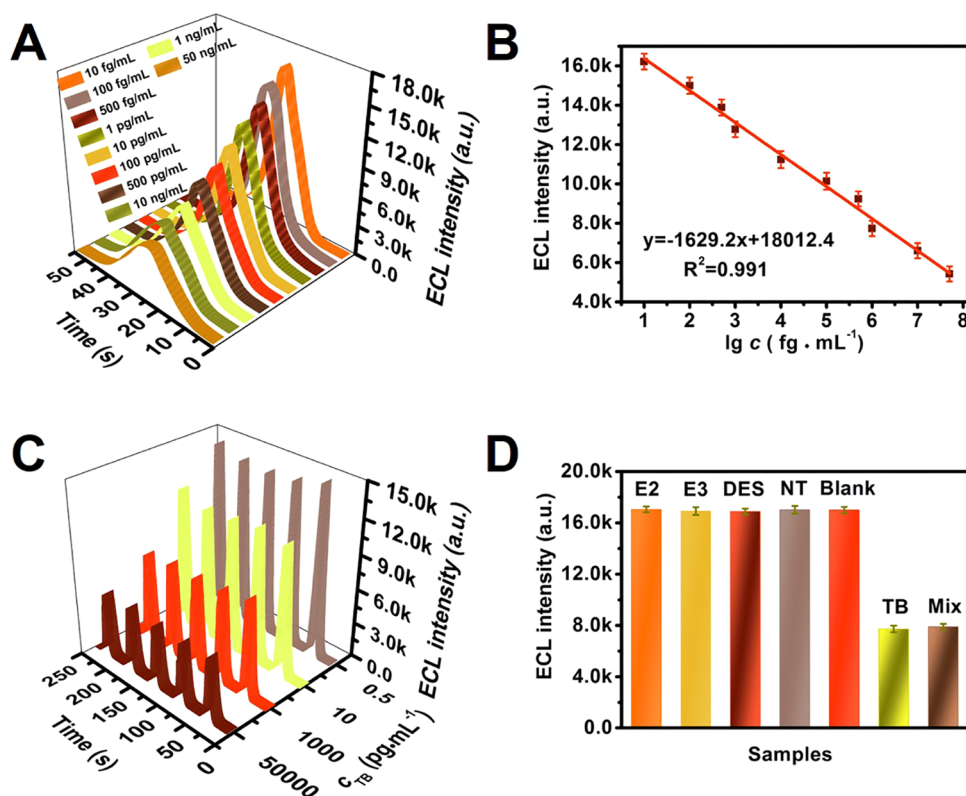 A
10 fg/mL
100 fg/mL
500 fg/mL
1 pg/mL
10 pg/mL
100 pg/mL
500 pg/mL
10 ng/mL
1 ng/mL
50 ng/mL
18.0k
15.0k
12.0k
9.0k
6.0k
3.0k
0.0
ECL intensity (a.u.)
50
40
30
20
10
0
Time (s)
B
16.0k
14.0k
12.0k
10.0k
8.0k
6.0k
4.0k
ECL intensity (a.u.)
y=-1629.2x+18012.4
R²=0.991
1 2 3 4 5 6 7 8
lg c ( fg · mL⁻¹)
C
15.0k
12.0k
9.0k
6.0k
3.0k
0.0
ECL intensity (a.u.)
250
200
150
100
50
0
Time (s)
0.5
10
1000
50000
c_TB (pg·mL⁻¹)
D
20.0k
16.0k
12.0k
8.0k
4.0k
0.0
ECL intensity (a.u.)
E2 E3 DES NT Blank
TB Mix
Samples